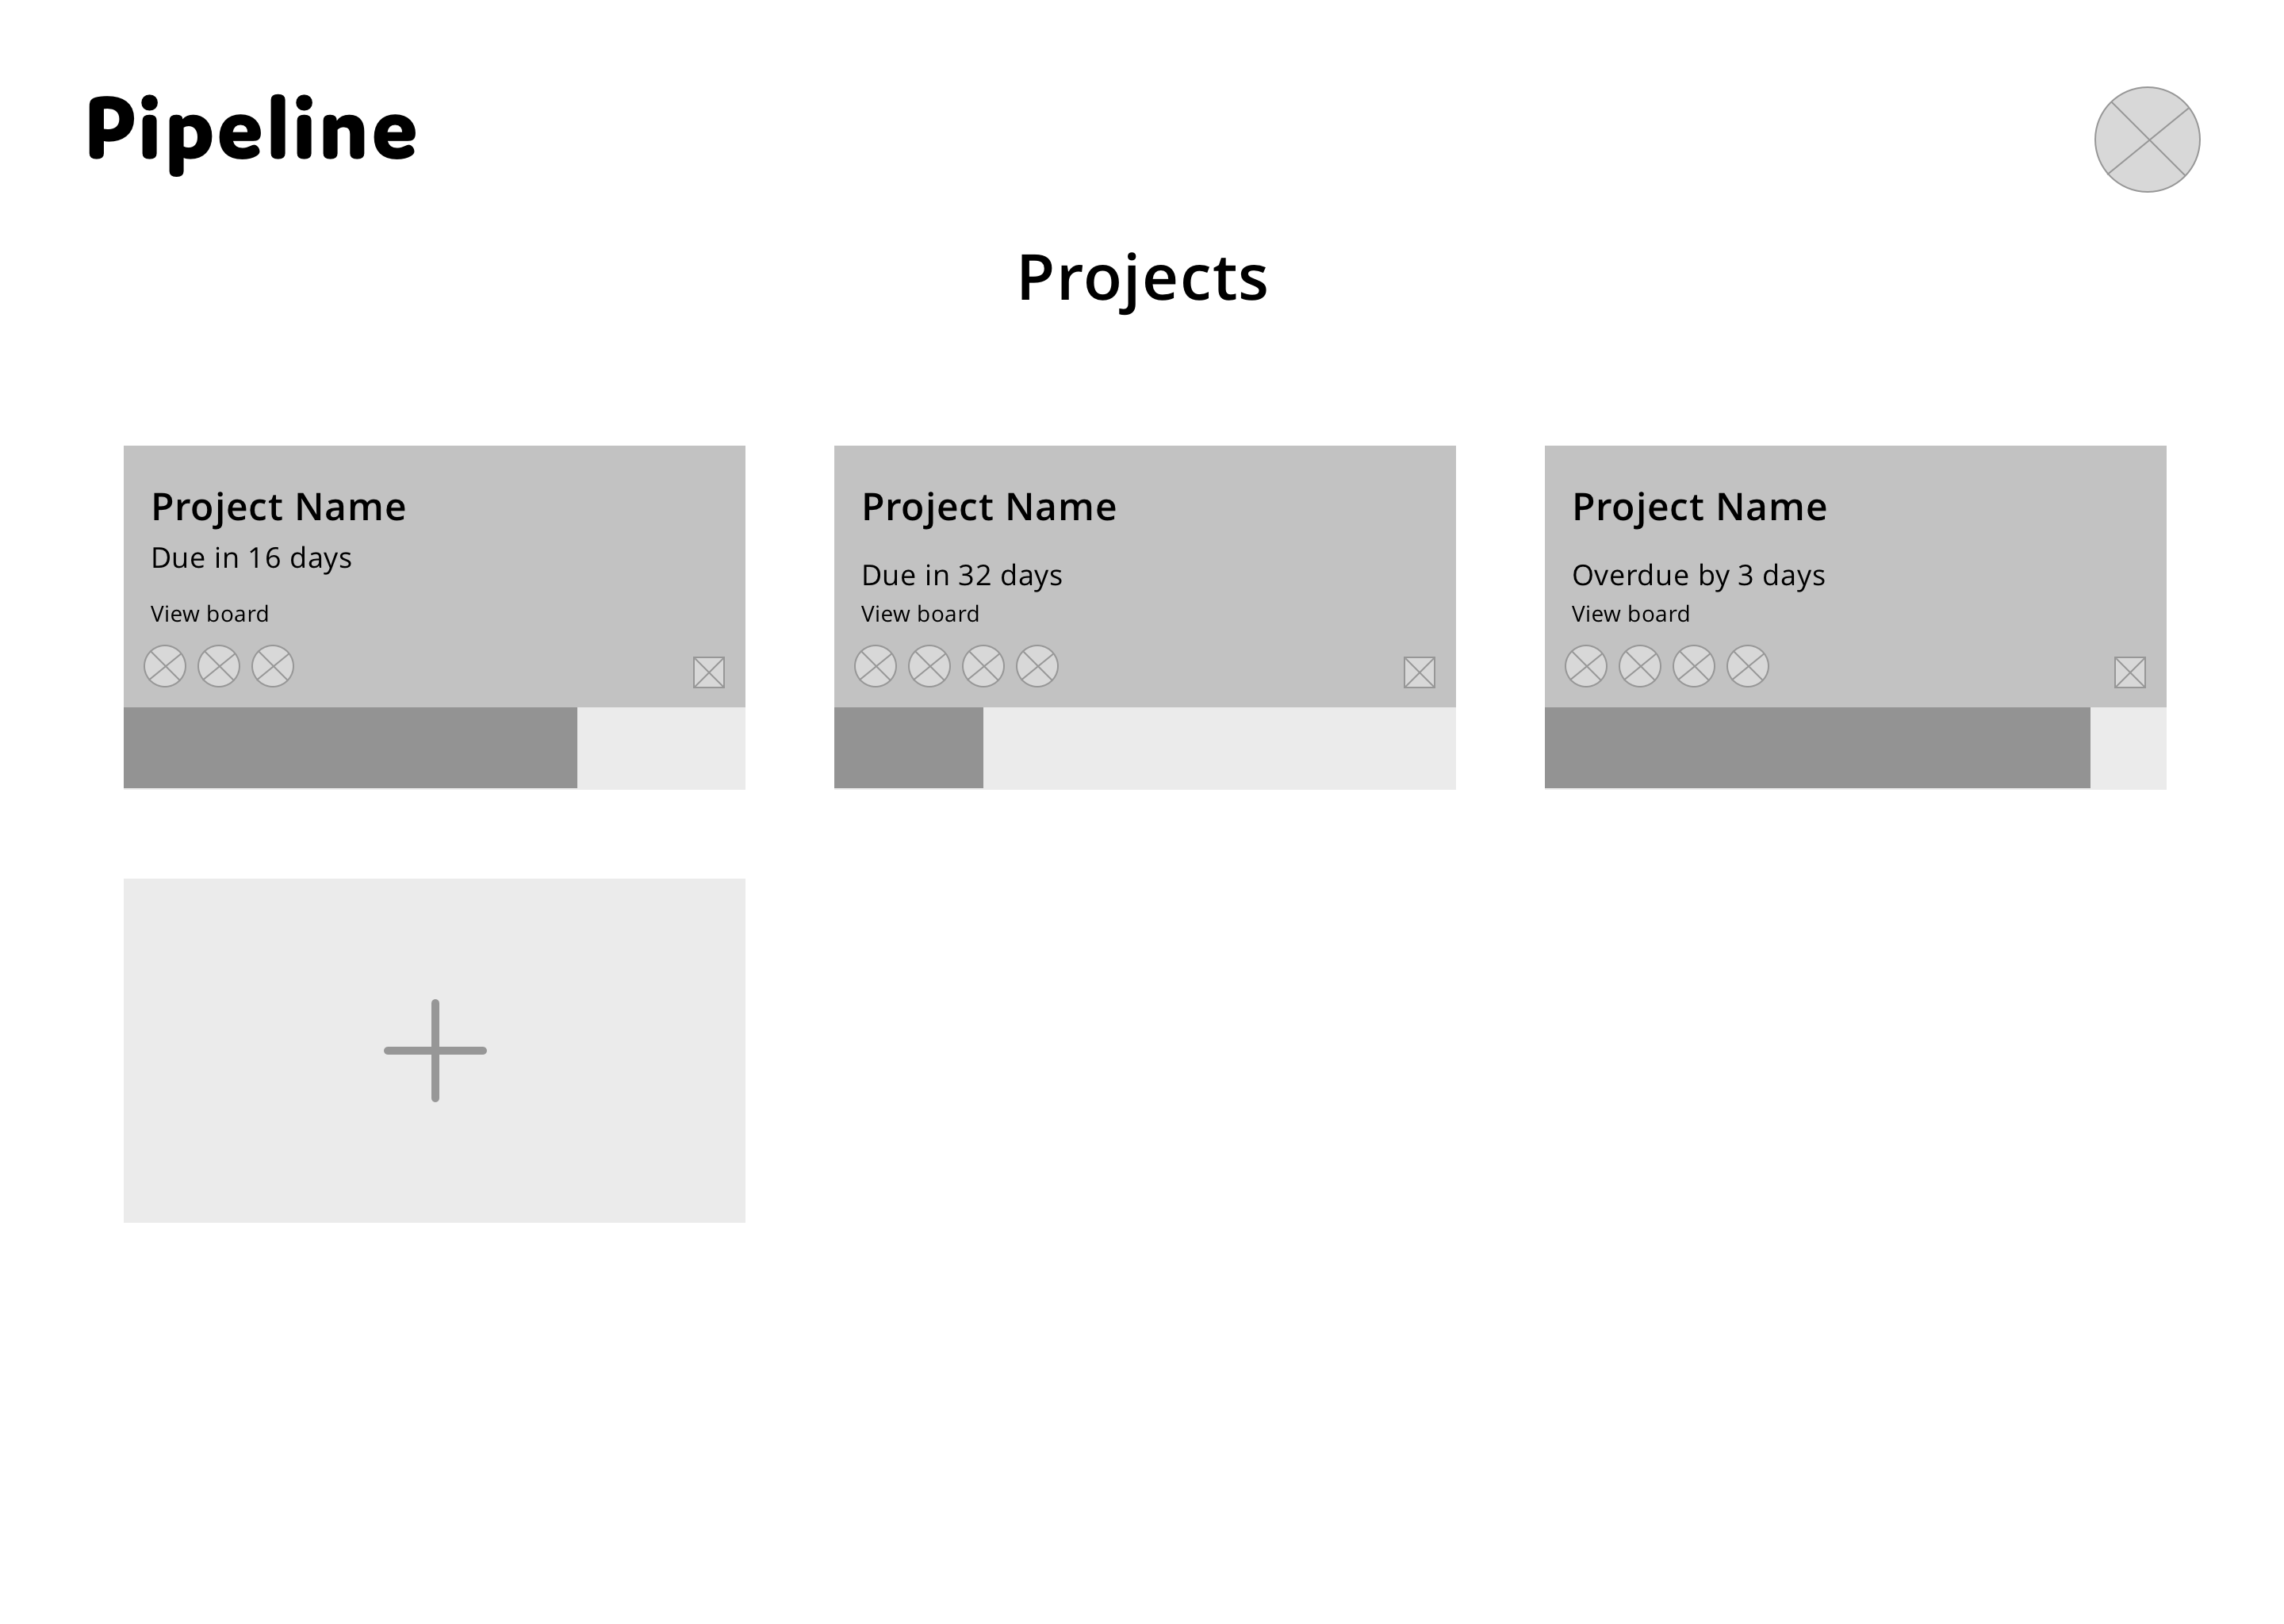 Pipeline
Projects
Project Name
Due in 16 days
View board
Project Name
Due in 32 days
View board
Project Name
Overdue by 3 days
View board